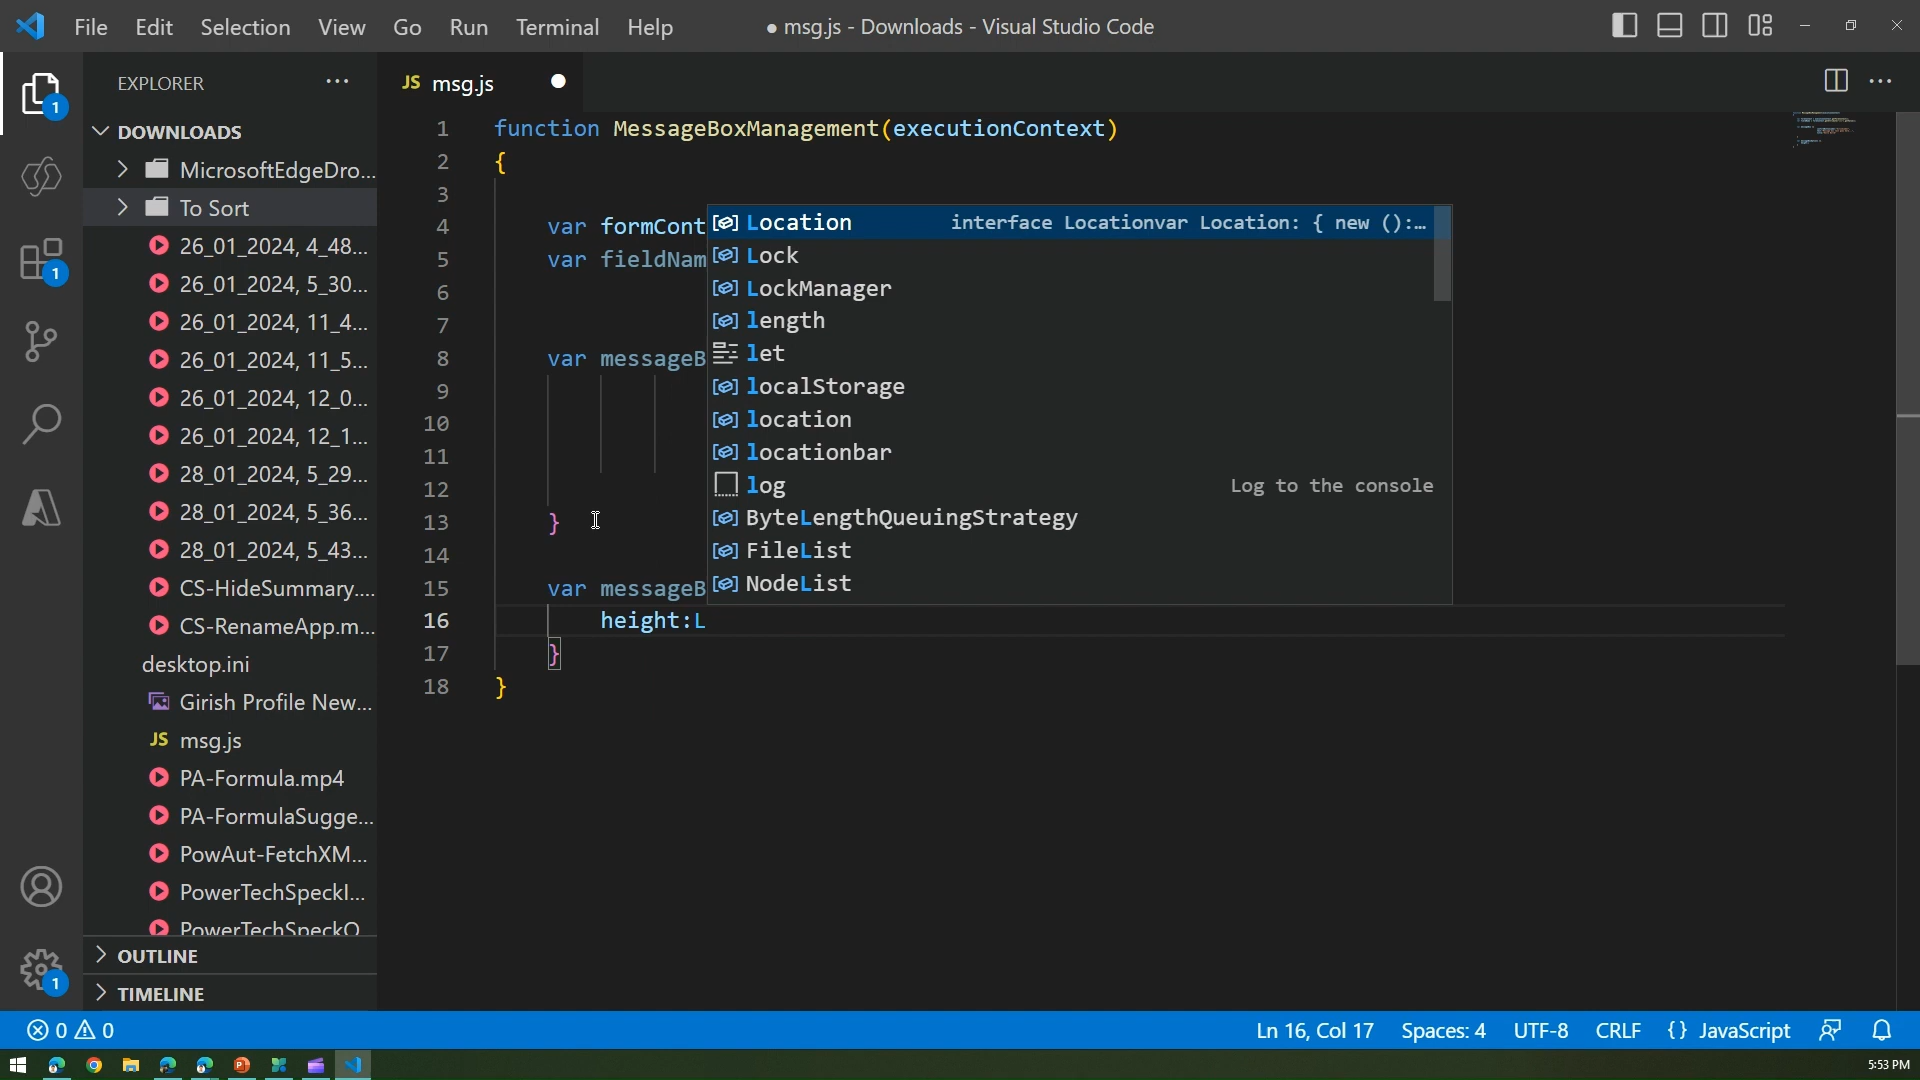 File Edit Selection View Go Run Terminal Help
● msg.js - Downloads - Visual Studio Code
EXPLORER
DOWNLOADS
MicrosoftEdgeDro...
To Sort
26_01_2024, 4_48...
26_01_2024, 5_30...
26_01_2024, 11_4...
26_01_2024, 11_5...
26_01_2024, 12_0...
26_01_2024, 12_1...
28_01_2024, 5_29...
28_01_2024, 5_36...
28_01_2024, 5_43...
CS-HideSummary....
CS-RenameApp.m...
desktop.ini
Girish Profile New...
JS msg.js
PA-Formula.mp4
PA-FormulaSugge...
PowAut-FetchXM...
PowerTechSpeckI...
PowerTechSpeckO
OUTLINE
TIMELINE
1
1
1
JS msg.js
1 function MessageBoxManagement(executionContext)
2 {
3
4 var formCont
5 var fieldNam
6
7
8 var messageB
9
10
11
12
13 }
14
15 var messageB
16 height:L
17 }
18 }
Location interface Locationvar Location: { new ():…
Lock
LockManager
length
let
localStorage
location
locationbar
log Log to the console
ByteLengthQueuingStrategy
FileList
NodeList
0 0
Ln 16, Col 17 Spaces: 4 UTF-8 CRLF {} JavaScript
5:53 PM